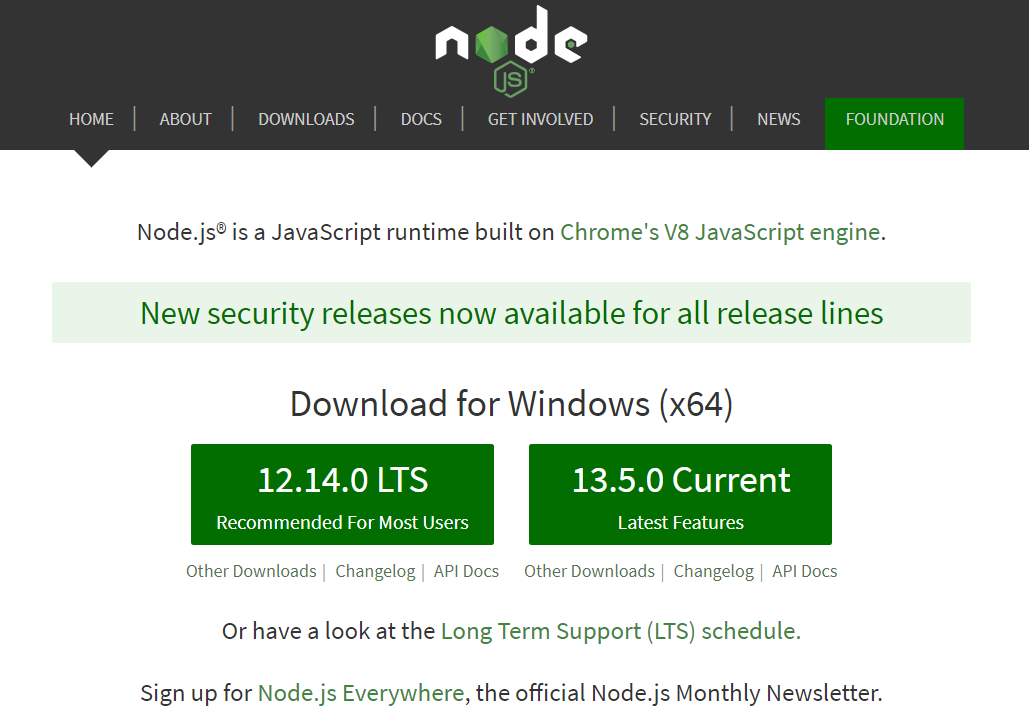 node
JS®
HOME | ABOUT | DOWNLOADS | DOCS | GET INVOLVED | SECURITY | NEWS FOUNDATION
Node.js® is a JavaScript runtime built on Chrome's V8 JavaScript engine.
New security releases now available for all release lines
Download for Windows (x64)
12.14.0 LTS
Recommended For Most Users
13.5.0 Current
Latest Features
Other Downloads | Changelog | API Docs
Other Downloads | Changelog | API Docs
Or have a look at the Long Term Support (LTS) schedule.
Sign up for Node.js Everywhere, the official Node.js Monthly Newsletter.